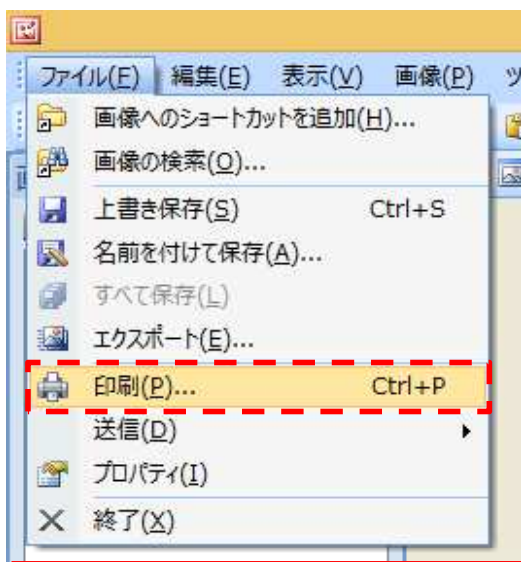 ファイル(F) 編集(E) 表示(V) 画像(P) ツ
画像へのショートカットを追加(H)...
画像の検索(O)...
上書き保存(S) Ctrl+S
名前を付けて保存(A)...
すべて保存(L)
エクスポート(E)...
印刷(P)... Ctrl+P
送信(D)
プロパティ(I)
終了(X)